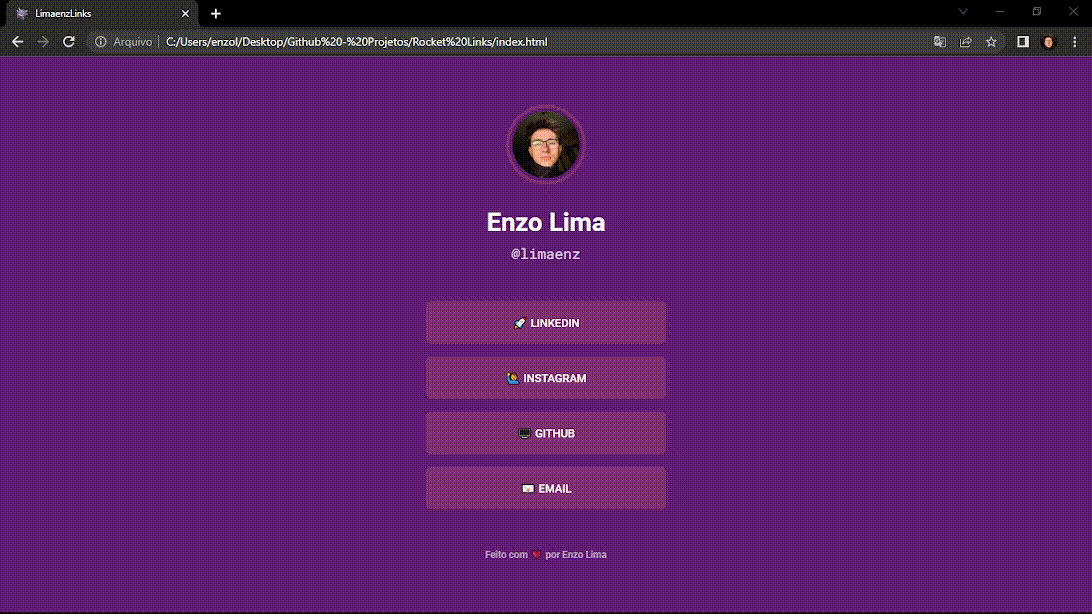 LimaenzLinks
Arquivo C:/Users/enzol/Desktop/Github%20-%20Projetos/Rocket%20Links/index.html
Enzo Lima
@limaenz
🚀 LINKEDIN
🙋 INSTAGRAM
🖥 GITHUB
📧 EMAIL
Feito com ❤ por Enzo Lima